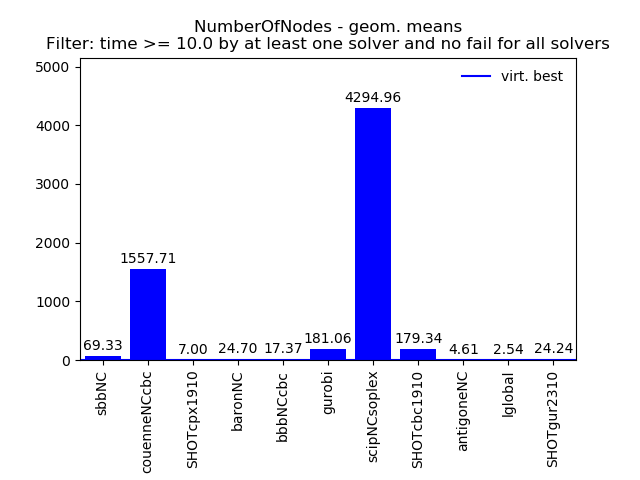 NumberOfNodes - geom. means
Filter: time >= 10.0 by at least one solver and no fail for all solvers
virt. best
5000
4000
3000
2000
1000
0
69.33
1557.71
7.00
24.70
17.37
181.06
4294.96
179.34
4.61
2.54
24.24
sbbNC
couenneNCcbc
SHOTcpx1910
baronNC
bbbNCcbc
gurobi
scipNCsoplex
SHOTcbc1910
antigoneNC
lglobal
SHOTgur2310